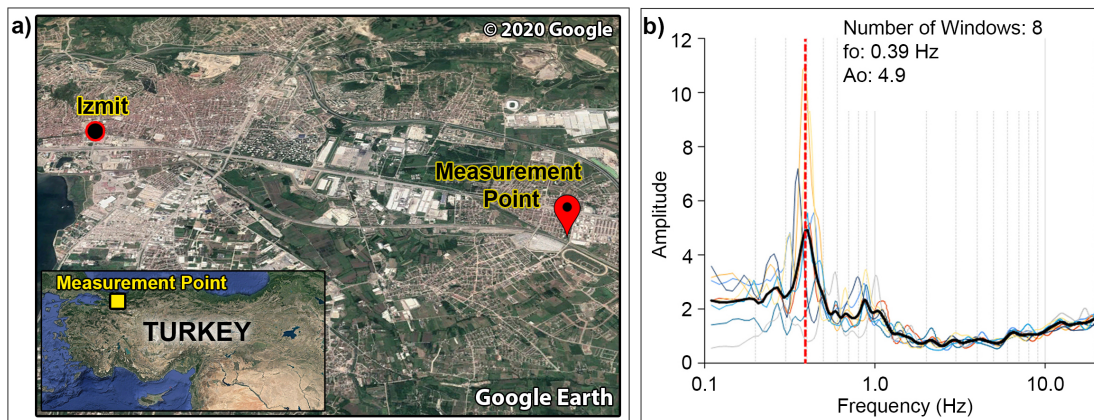 a)
© 2020 Google
Izmit
Measurement
Point
Measurement Point
TURKEY
Google Earth
b)
Number of Windows: 8
fo: 0.39 Hz
Ao: 4.9
12
10
8
6
4
2
0
Amplitude
0.1
1.0
10.0
Frequency (Hz)